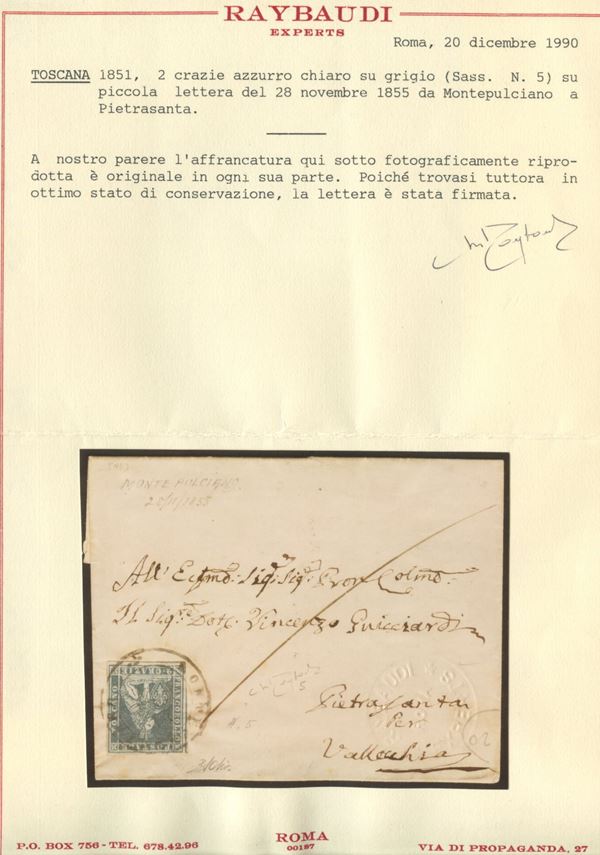 RAYBAUDI
EXPERTS
Roma, 20 dicembre 1990
TOSCANA 1851, 2 crazie azzurro chiaro su grigio (Sass. N. 5) su
piccola lettera del 28 novembre 1855 da Montepulciano a
Pietrasanta.
A nostro parere l'affrancatura qui sotto fotograficamente ripro-
dotta è originale in ogni sua parte. Poiché trovasi tuttora in
ottimo stato di conservazione, la lettera è stata firmata.
MONTEPULCIANO
28/11/1855
All' Eccmo: Sig: Sig: Pron Colmo:
Il Sigre Dott. Vincenzo Guicciardi
Pietrasanta
Per
Vallecchia
N. 5
P.O. BOX 756 - TEL. 678.42.96
ROMA
00187
VIA DI PROPAGANDA, 27